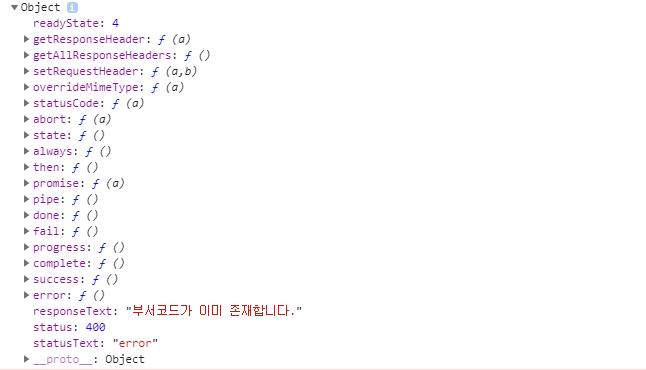 Object i
readyState: 4
getResponseHeader: ƒ (a)
getAllResponseHeaders: ƒ ()
setRequestHeader: ƒ (a,b)
overrideMimeType: ƒ (a)
statusCode: ƒ (a)
abort: ƒ (a)
state: ƒ ()
always: ƒ ()
then: ƒ ()
promise: ƒ (a)
pipe: ƒ ()
done: ƒ ()
fail: ƒ ()
progress: ƒ ()
complete: ƒ ()
success: ƒ ()
error: ƒ ()
responseText: "부서코드가 이미 존재합니다."
status: 400
statusText: "error"
__proto__: Object